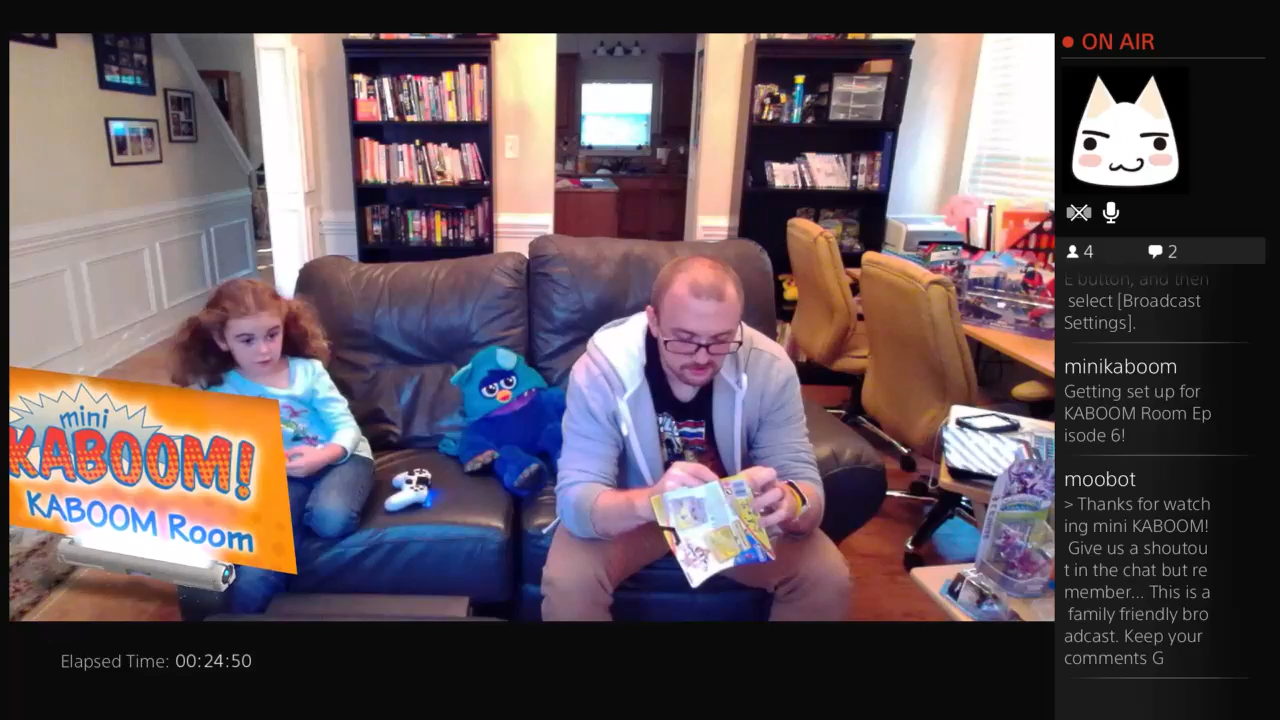 ON AIR
4
2
E button, and then
select [Broadcast
Settings].
minikaboom
Getting set up for
KABOOM Room Ep
isode 6!
moobot
> Thanks for watch
ing mini KABOOM!
Give us a shoutou
t in the chat but re
member... This is a
family friendly bro
adcast. Keep your
comments G
mini
KABOOM!
KABOOM Room
Elapsed Time: 00:24:50